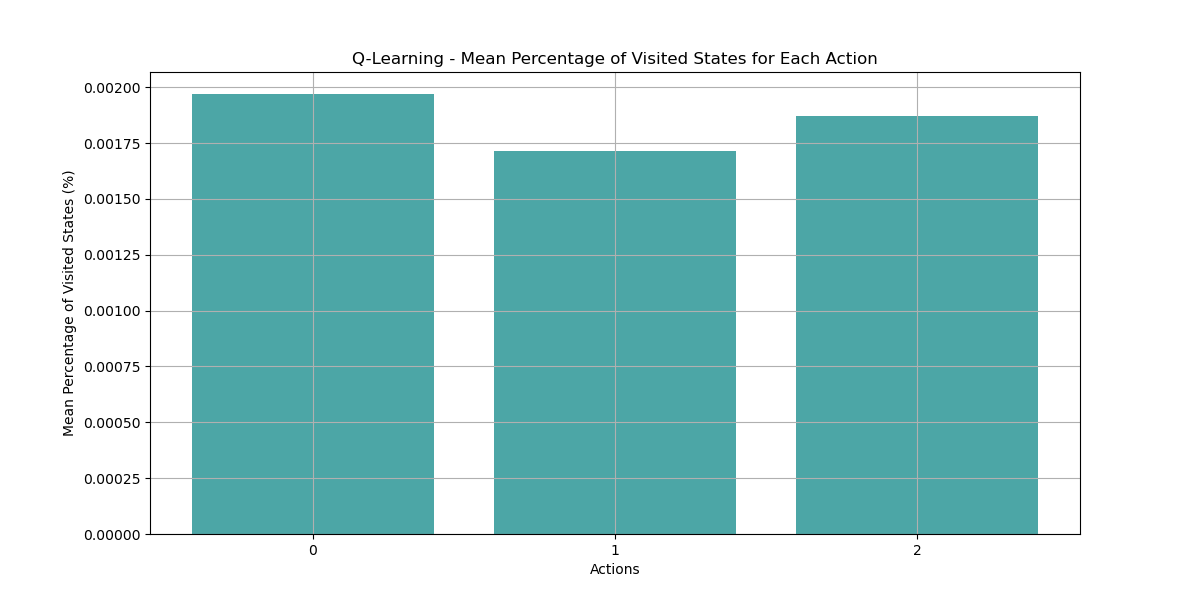 Q-Learning - Mean Percentage of Visited States for Each Action
Mean Percentage of Visited States (%)
0.00200
0.00175
0.00150
0.00125
0.00100
0.00075
0.00050
0.00025
0.00000
0 1 2
Actions